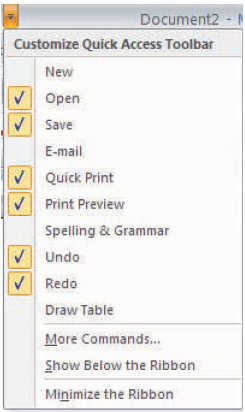 Document2 -
Customize Quick Access Toolbar
New
Open
Save
E-mail
Quick Print
Print Preview
Spelling & Grammar
Undo
Redo
Draw Table
More Commands...
Show Below the Ribbon
Minimize the Ribbon